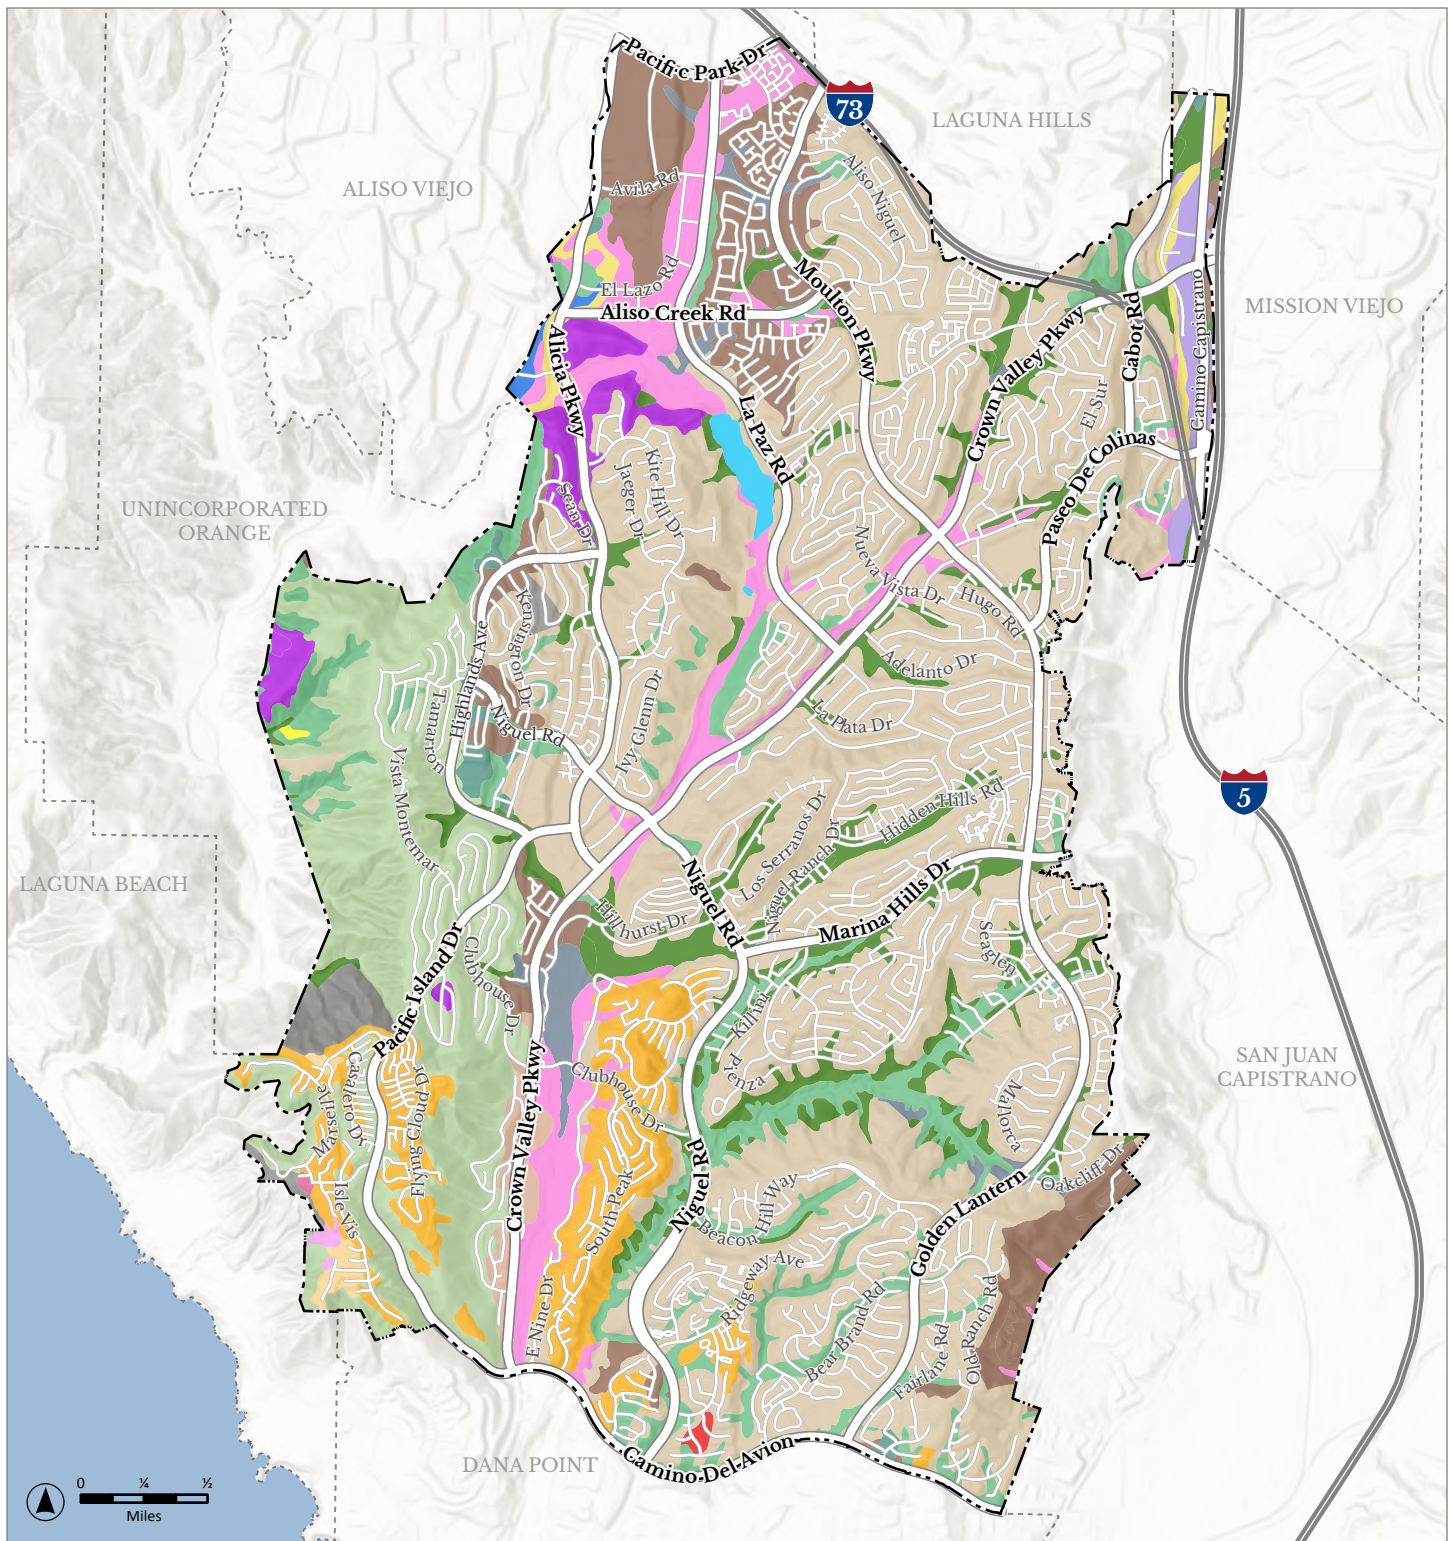 Pacific Park Dr
73
LAGUNA HILLS
ALISO VIEJO
Avila Rd
Aliso Niguel
El Lazo Rd
Aliso Creek Rd
Moulton Pkwy
MISSION VIEJO
Camino Capistrano
Cabot Rd
Crown Valley Pkwy
Alicia Pkwy
La Paz Rd
El Sur
Paseo De Colinas
Kite Hill Dr
Jaeger Dr
Sean Dr
UNINCORPORATED
ORANGE
Nueva Vista Dr
Hugo Rd
Kensington Dr
Highlands Ave
Adelanto Dr
Tamarron
Niguel Rd
Ivy Glenn Dr
La Plata Dr
Vista Montemar
5
Hidden Hills Rd
Los Serranos Dr
Niguel Ranch Dr
LAGUNA BEACH
Niguel Rd
Marina Hills Dr
Hillhurst Dr
Seaglen
Pacific Island Dr
Clubhouse Dr
Killini
Pienza
Mallorca
SAN JUAN
CAPISTRANO
Casalero Dr
Marseille
Flying Cloud Dr
Crown Valley Pkwy
Clubhouse Dr
Niguel Rd
Oakcliff Dr
Isle Vis
South Peak
Beacon Hill Way
Golden Lantern
Ridgeway Ave
E Nine Dr
Bear Brand Rd
Fairlane Rd
Old Ranch Rd
DANA POINT
Camino Del Avion
0 ¼ ½
Miles